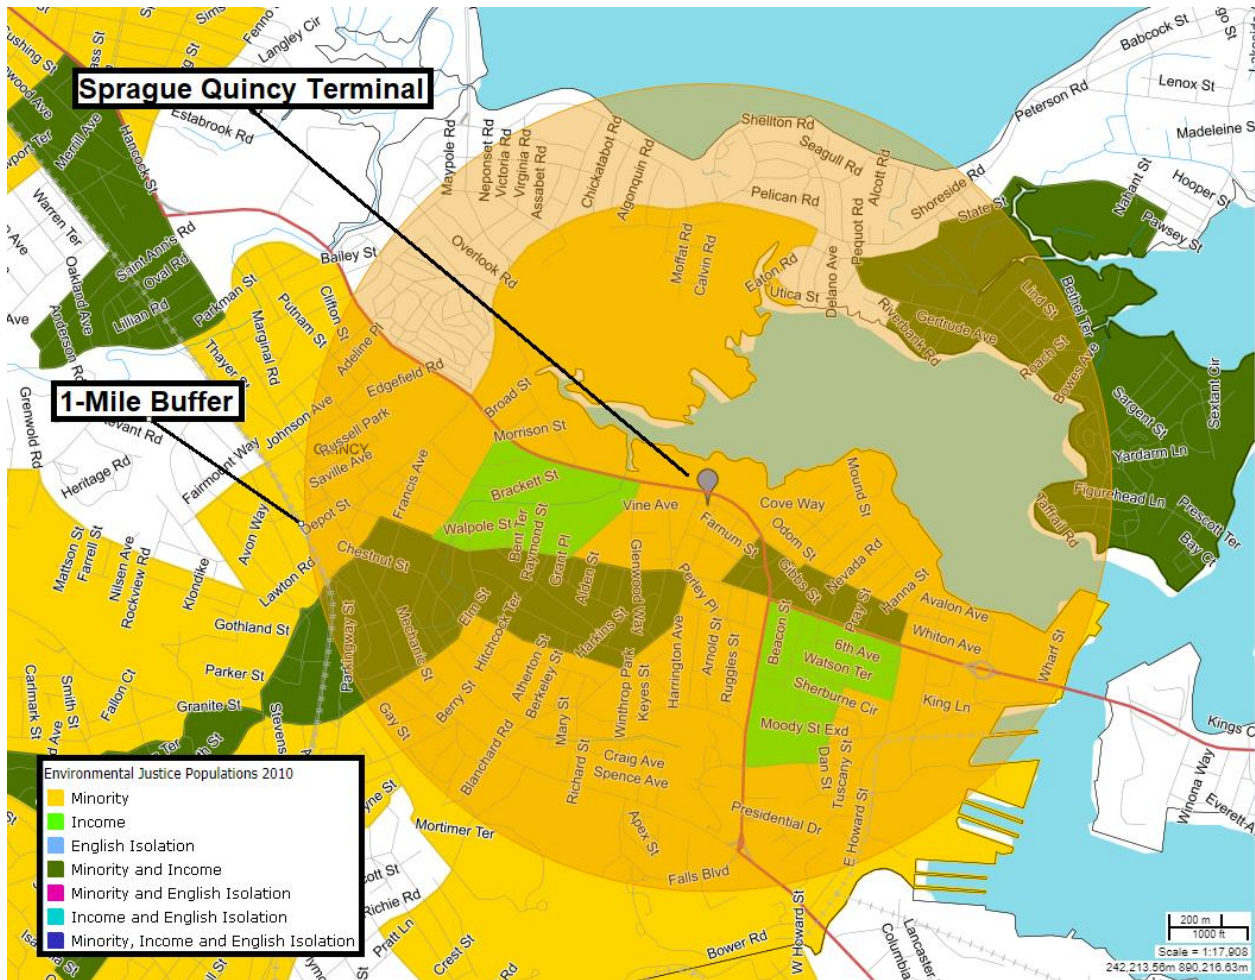 Sprague Quincy Terminal
1-Mile Buffer
Langley Cir
Estabrook Rd
Merrill Ave
Hancock St
Warren Ter
Oakland Ave
Saint Ann's Rd
Oval Rd
Lillian Rd
Anderson Rd
Parkman St
Bailey St
Putnam St
Clifton St
Marginal Rd
Thayer St
Adeline Pl
Edgefield Rd
Johnson Ave
Russell Park
QUINCY
Saville Ave
Francis Ave
Depot St
Fairmount Way
Grenwold Rd
Heritage Rd
Avon Way
Lawton Rd
Klondike
Mattson St
Farrell St
Nilsen Ave
Rockview Rd
Gothland St
Parker St
Granite St
Carlmark St
Smith St
Fallon Ct
Maypole Rd
Neponset Rd
Victoria Rd
Virginia Rd
Assabet Rd
Chickatabot Rd
Algonquin Rd
Overlook Rd
Shellton Rd
Seagull Rd
Alcott Rd
Pelican Rd
Pequot Rd
Shoreside Rd
Moffat Rd
Calvin Rd
Eaton Rd
Utica St
Delano Ave
Riverbank Rd
Gertrude Ave
State St
Lind St
Roach St
Bowes Ave
Bethel Ter
Peterson Rd
Babcock St
Lenox St
Madeleine S
Hooper St
Nahant St
Pawsey St
Sargent St
Sextant Cir
Yardarm Ln
Figurehead Ln
Prescott Ter
Bay Ct
Taffrail Rd
Broad St
Morrison St
Brackett St
Walpole St
Bent Ter
Raymond St
Grant Pl
Alden St
Vine Ave
Glenwood Way
Farnum St
Cove Way
Mound St
Odom St
Gibbs St
Nevada Rd
Pray St
Hanna St
Avalon Ave
Whiton Ave
Wharf St
Chestnut St
Mechanic St
Parkingway St
Elm St
Hitchcock Ter
Harkins St
Perley Pl
Arnold St
Ruggles St
Harrington Ave
Beacon St
6th Ave
Watson Ter
Sherburne Cir
King Ln
Moody St Exd
Dan St
Tuscany St
E Howard St
Gay St
Berry St
Blanchard Rd
Atherton St
Berkeley St
Mary St
Richard St
Winthrop Park
Keyes St
Craig Ave
Spence Ave
Apex St
Presidential Dr
Falls Blvd
Mortimer Ter
Richie Rd
Pratt Ln
Crest St
Bower Rd
W Howard St
Winona Way
Environmental Justice Populations 2010
Minority
Income
English Isolation
Minority and Income
Minority and English Isolation
Income and English Isolation
Minority, Income and English Isolation
200 m
1000 ft
Scale = 1:17,908
242,213.56m 890,216.63m